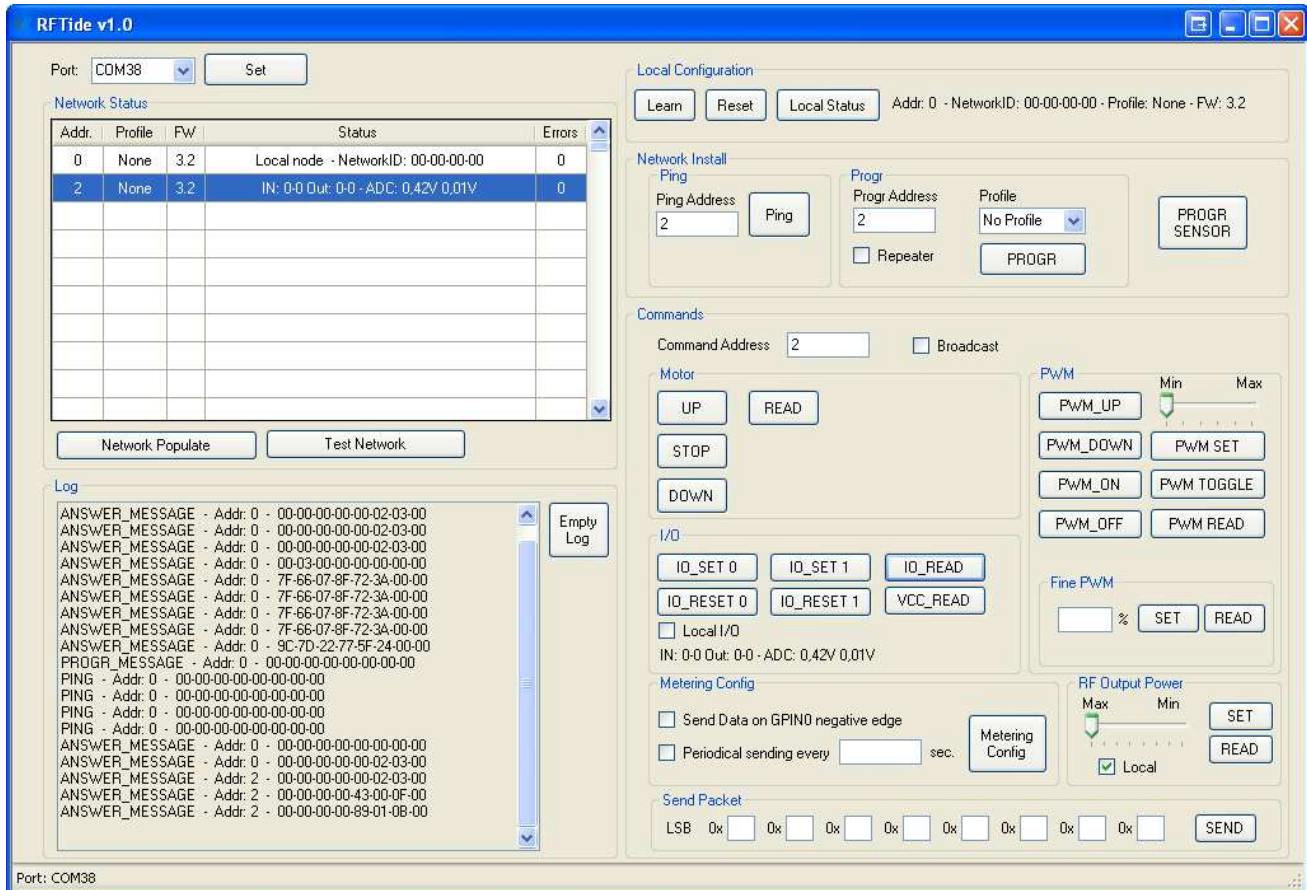 RFTide v1.0
Port: COM38 Set
Network Status
Addr. Profile FW Status Errors
0 None 3.2 Local node - NetworkID: 00-00-00-00 0
2 None 3.2 IN: 0-0 Out: 0-0 - ADC: 0,42V 0,01V 0
Network Populate Test Network
Log
ANSWER_MESSAGE - Addr: 0 - 00-00-00-00-00-02-03-00
ANSWER_MESSAGE - Addr: 0 - 00-00-00-00-00-02-03-00
ANSWER_MESSAGE - Addr: 0 - 00-00-00-00-00-02-03-00
ANSWER_MESSAGE - Addr: 0 - 00-03-00-00-00-00-00-00
ANSWER_MESSAGE - Addr: 0 - 7F-66-07-8F-72-3A-00-00
ANSWER_MESSAGE - Addr: 0 - 7F-66-07-8F-72-3A-00-00
ANSWER_MESSAGE - Addr: 0 - 7F-66-07-8F-72-3A-00-00
ANSWER_MESSAGE - Addr: 0 - 7F-66-07-8F-72-3A-00-00
ANSWER_MESSAGE - Addr: 0 - 9C-7D-22-77-5F-24-00-00
PROGR_MESSAGE - Addr: 0 - 00-00-00-00-00-00-00-00
PING - Addr: 0 - 00-00-00-00-00-00-00-00
PING - Addr: 0 - 00-00-00-00-00-00-00-00
PING - Addr: 0 - 00-00-00-00-00-00-00-00
PING - Addr: 0 - 00-00-00-00-00-00-00-00
ANSWER_MESSAGE - Addr: 0 - 00-00-00-00-00-00-00-00
ANSWER_MESSAGE - Addr: 0 - 00-00-00-00-00-02-03-00
ANSWER_MESSAGE - Addr: 2 - 00-00-00-00-00-02-03-00
ANSWER_MESSAGE - Addr: 2 - 00-00-00-00-43-00-0F-00
ANSWER_MESSAGE - Addr: 2 - 00-00-00-00-89-01-0B-00
Empty
Log
Local Configuration
Learn Reset Local Status Addr: 0 - NetworkID: 00-00-00-00 - Profile: None - FW: 3.2
Network Install
Ping
Ping Address
2 Ping
Progr
Progr Address Profile
2 No Profile
Repeater PROGR
PROGR
SENSOR
Commands
Command Address 2 Broadcast
Motor
UP READ
STOP
DOWN
PWM
Min Max
PWM_UP
PWM_DOWN PWM SET
PWM_ON PWM TOGGLE
PWM_OFF PWM READ
I/O
IO_SET 0 IO_SET 1 IO_READ
IO_RESET 0 IO_RESET 1 VCC_READ
Local I/O
IN: 0-0 Out: 0-0 - ADC: 0,42V 0,01V
Fine PWM
% SET READ
Metering Config
Send Data on GPIN0 negative edge
Periodical sending every sec.
Metering
Config
RF Output Power
Max Min
SET
READ
Local
Send Packet
LSB 0x 0x 0x 0x 0x 0x 0x 0x SEND
Port: COM38